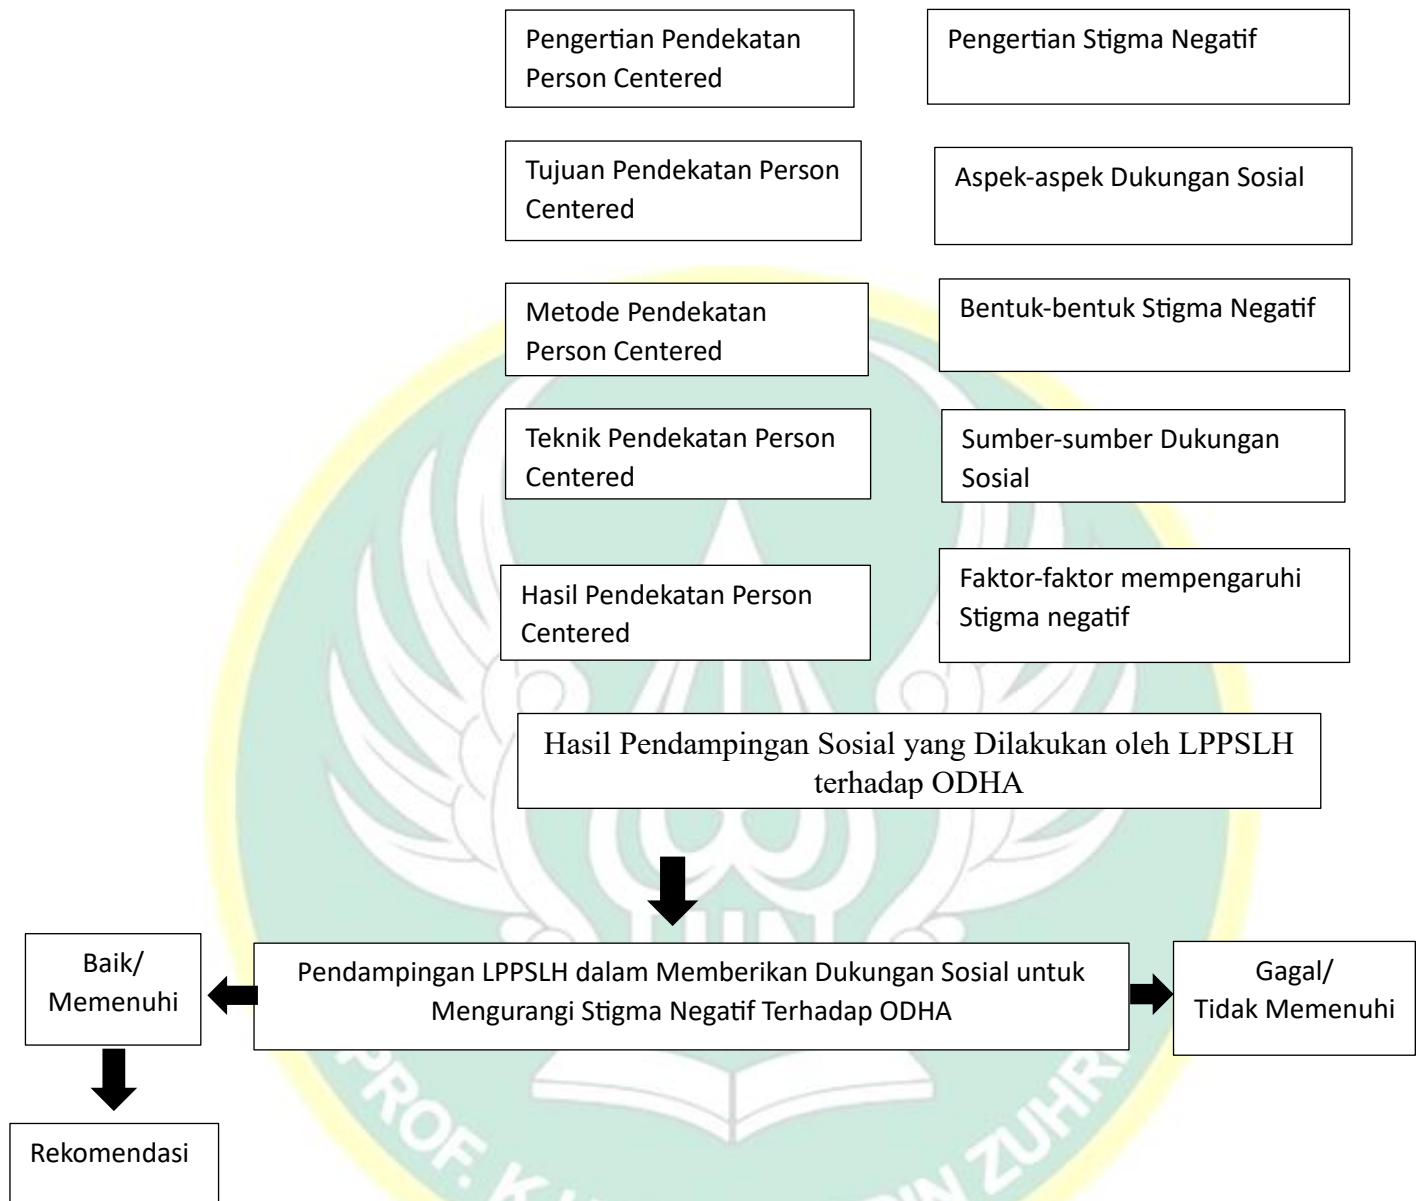 Pengertian Pendekatan
Person Centered
Pengertian Stigma Negatif
Tujuan Pendekatan Person
Centered
Aspek-aspek Dukungan Sosial
Metode Pendekatan
Person Centered
Bentuk-bentuk Stigma Negatif
Teknik Pendekatan Person
Centered
Sumber-sumber Dukungan
Sosial
Hasil Pendekatan Person
Centered
Faktor-faktor mempengaruhi
Stigma negatif
Hasil Pendampingan Sosial yang Dilakukan oleh LPPSLH
terhadap ODHA
Baik/
Memenuhi
Pendampingan LPPSLH dalam Memberikan Dukungan Sosial untuk
Mengurangi Stigma Negatif Terhadap ODHA
Gagal/
Tidak Memenuhi
Rekomendasi
UIN
PROF. K.H. ZUHRI